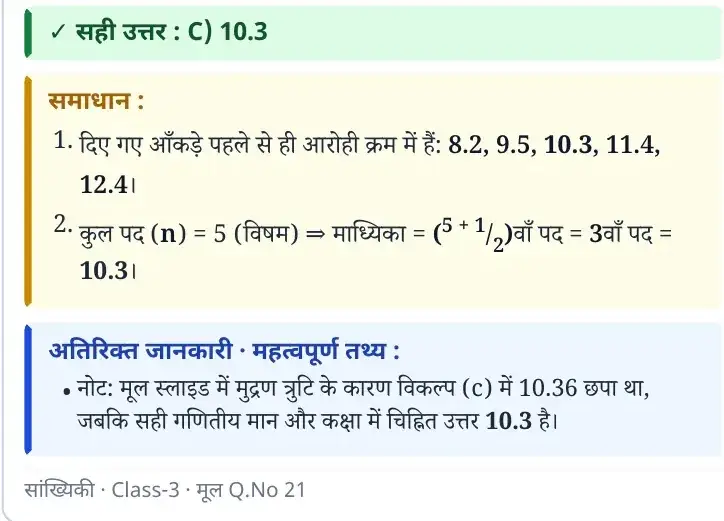 ✓ सही उत्तर : C) 10.3
समाधान :
1. दिए गए आँकड़े पहले से ही आरोही क्रम में हैं: 8.2, 9.5, 10.3, 11.4,
12.4।
2. कुल पद (n) = 5 (विषम) ⇒ माध्यिका = (5 + 1/2)वाँ पद = 3वाँ पद =
10.3।
अतिरिक्त जानकारी · महत्वपूर्ण तथ्य :
• नोट: मूल स्लाइड में मुद्रण त्रुटि के कारण विकल्प (c) में 10.36 छपा था,
जबकि सही गणितीय मान और कक्षा में चिह्नित उत्तर 10.3 है।
सांख्यिकी · Class-3 · मूल Q.No 21